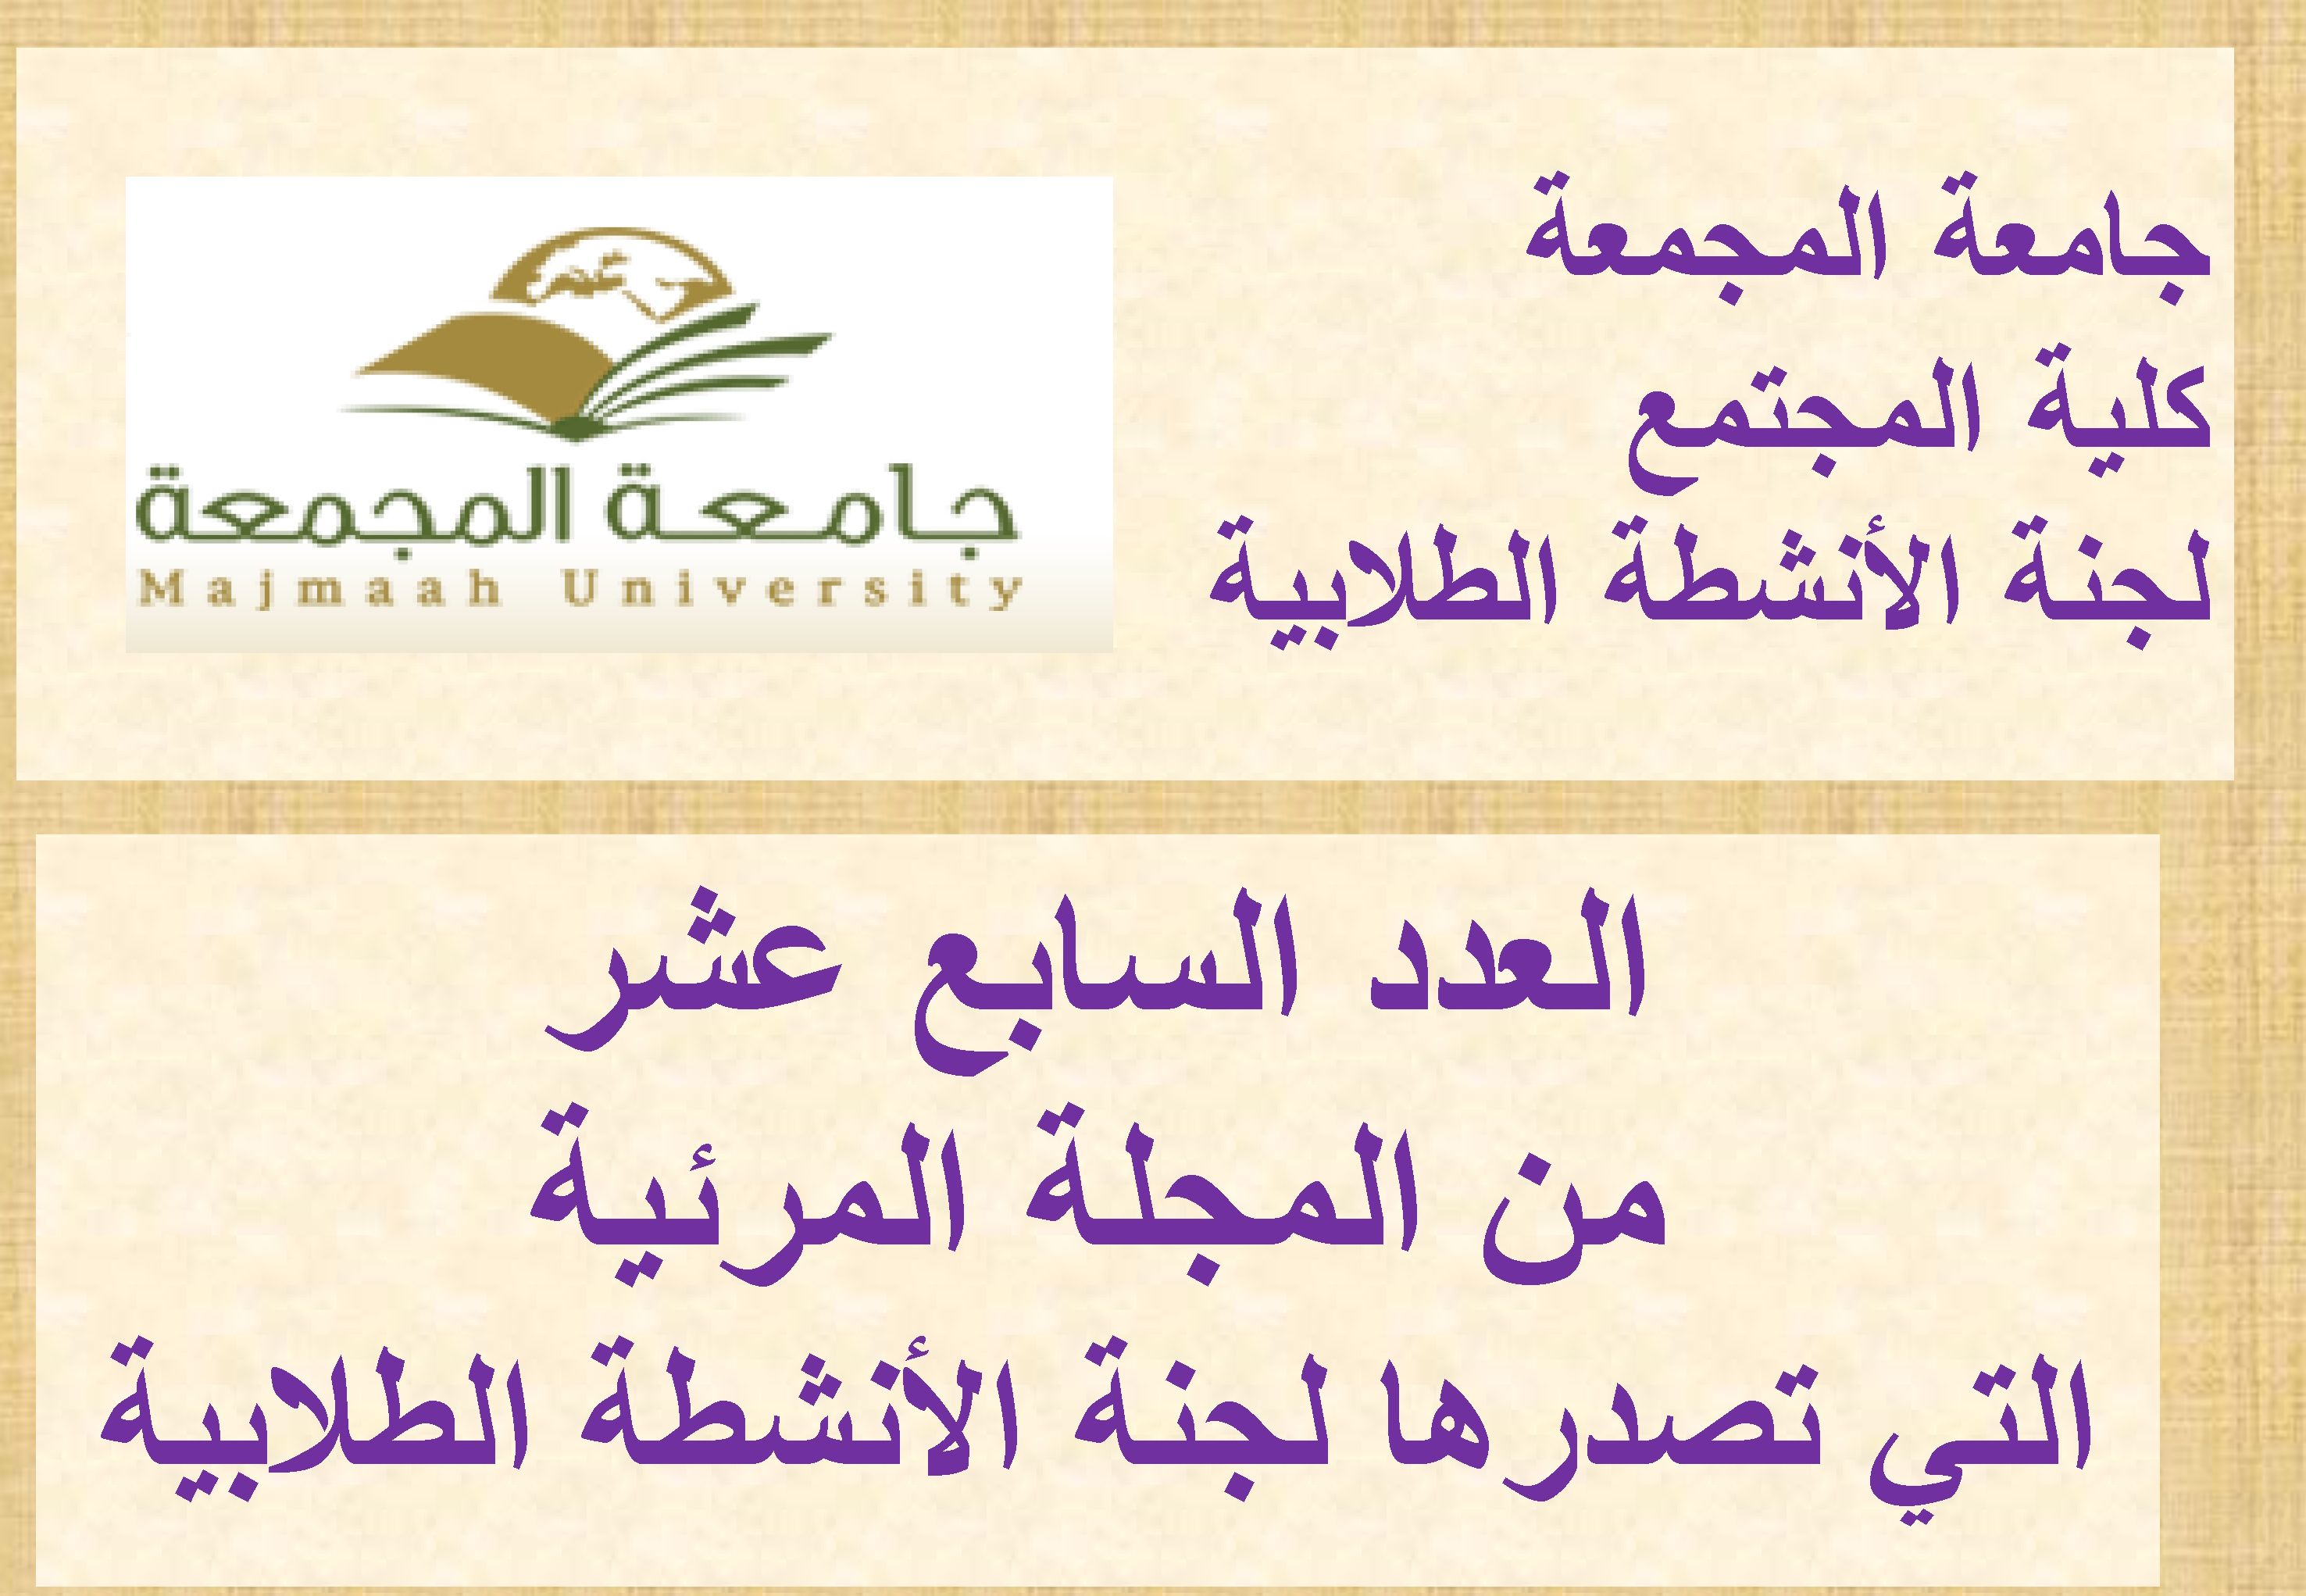 جامعة المجمعة
كلية المجتمع
لجنة الأنشطة الطلابية
جامعة المجمعة
Majmaah University
العدد السابع عشر
من المجلة المرئية
التي تصدرها لجنة الأنشطة الطلابية